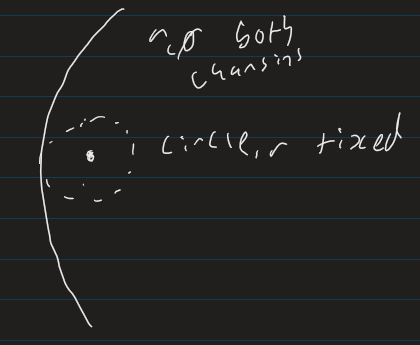 r, ø both
changing
circle, r fixed